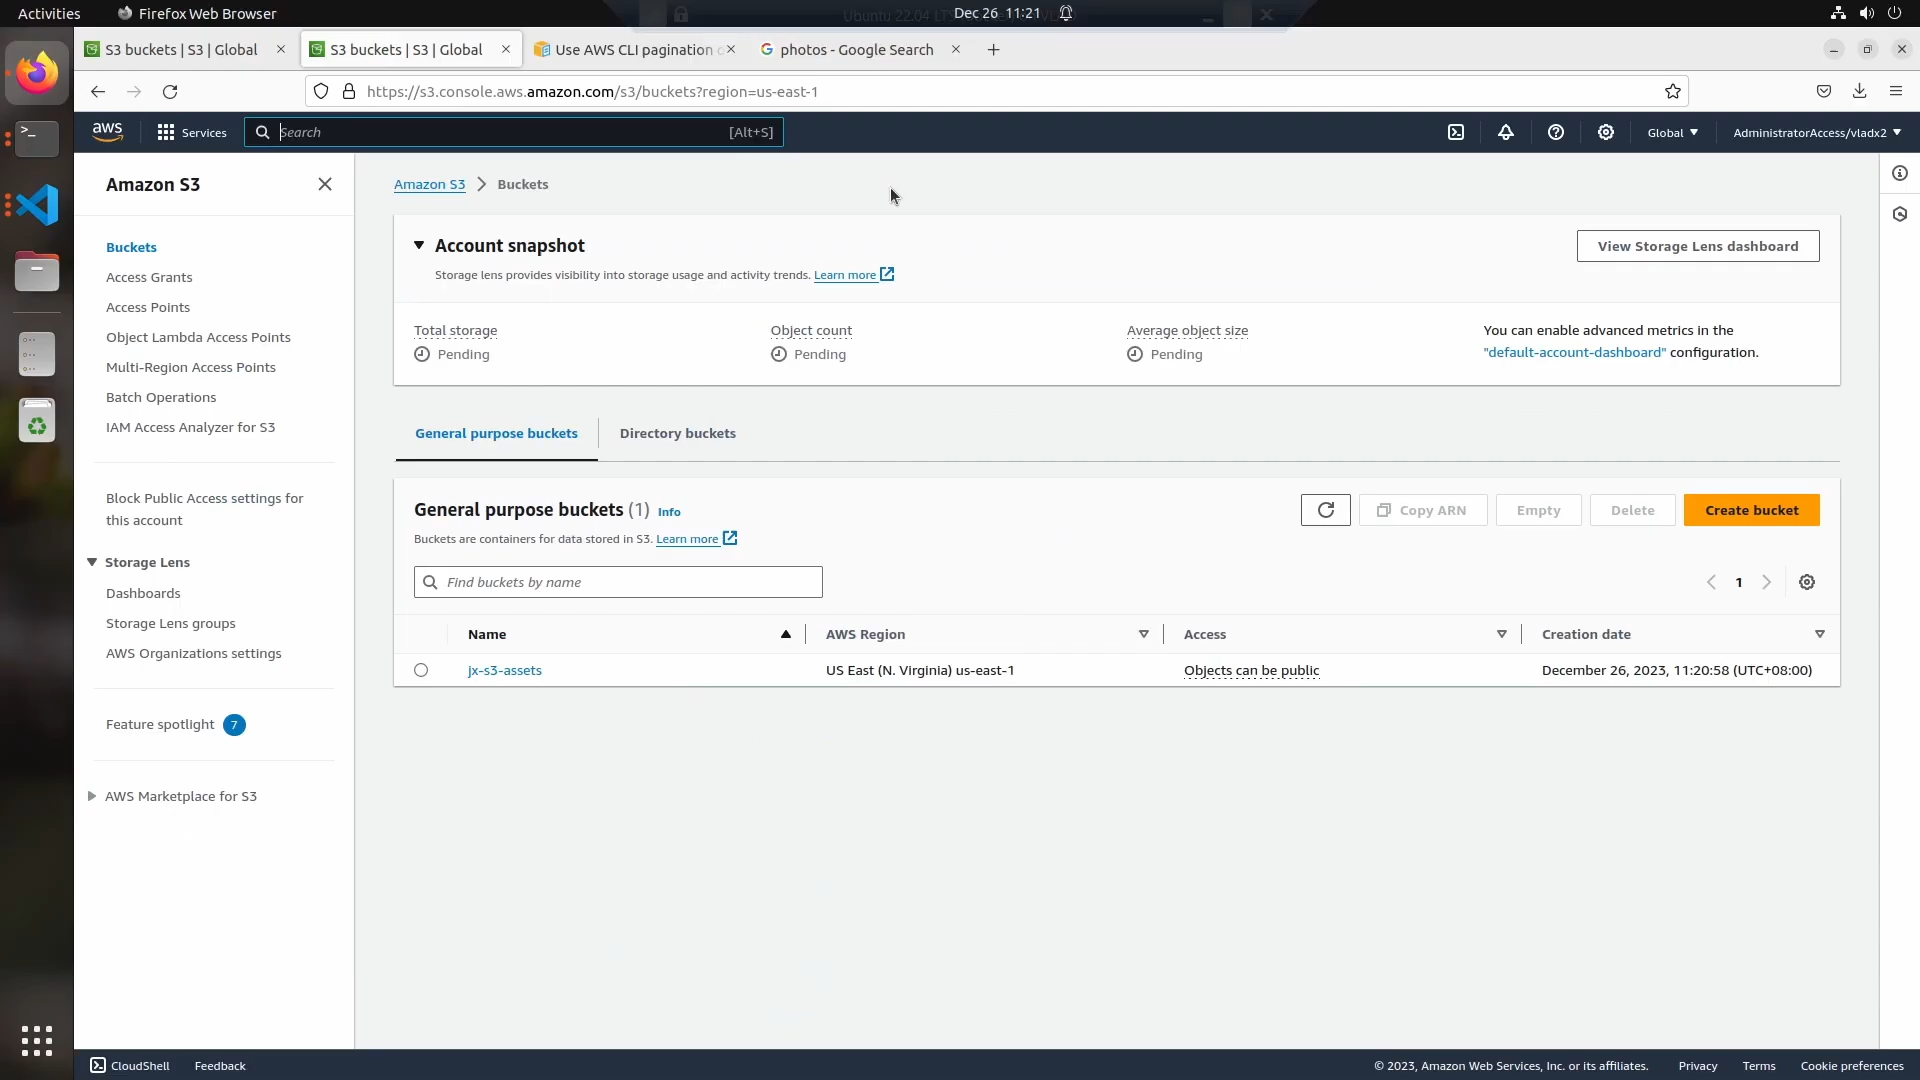 Activities
Firefox Web Browser
Dec 26 11:21
S3 buckets | S3 | Global
S3 buckets | S3 | Global
Use AWS CLI pagination
photos - Google Search
https://s3.console.aws.amazon.com/s3/buckets?region=us-east-1
aws
Services
Search
[Alt+S]
Global
AdministratorAccess/vladx2
Amazon S3
Buckets
Access Grants
Access Points
Object Lambda Access Points
Multi-Region Access Points
Batch Operations
IAM Access Analyzer for S3
Block Public Access settings for
this account
Storage Lens
Dashboards
Storage Lens groups
AWS Organizations settings
Feature spotlight 7
AWS Marketplace for S3
Amazon S3 Buckets
Account snapshot
View Storage Lens dashboard
Storage lens provides visibility into storage usage and activity trends. Learn more
Total storage
Pending
Object count
Pending
Average object size
Pending
You can enable advanced metrics in the
"default-account-dashboard" configuration.
General purpose buckets
Directory buckets
General purpose buckets (1) Info
Copy ARN
Empty
Delete
Create bucket
Buckets are containers for data stored in S3. Learn more
Find buckets by name
1
Name
AWS Region
Access
Creation date
jx-s3-assets
US East (N. Virginia) us-east-1
Objects can be public
December 26, 2023, 11:20:58 (UTC+08:00)
CloudShell
Feedback
© 2023, Amazon Web Services, Inc. or its affiliates.
Privacy
Terms
Cookie preferences